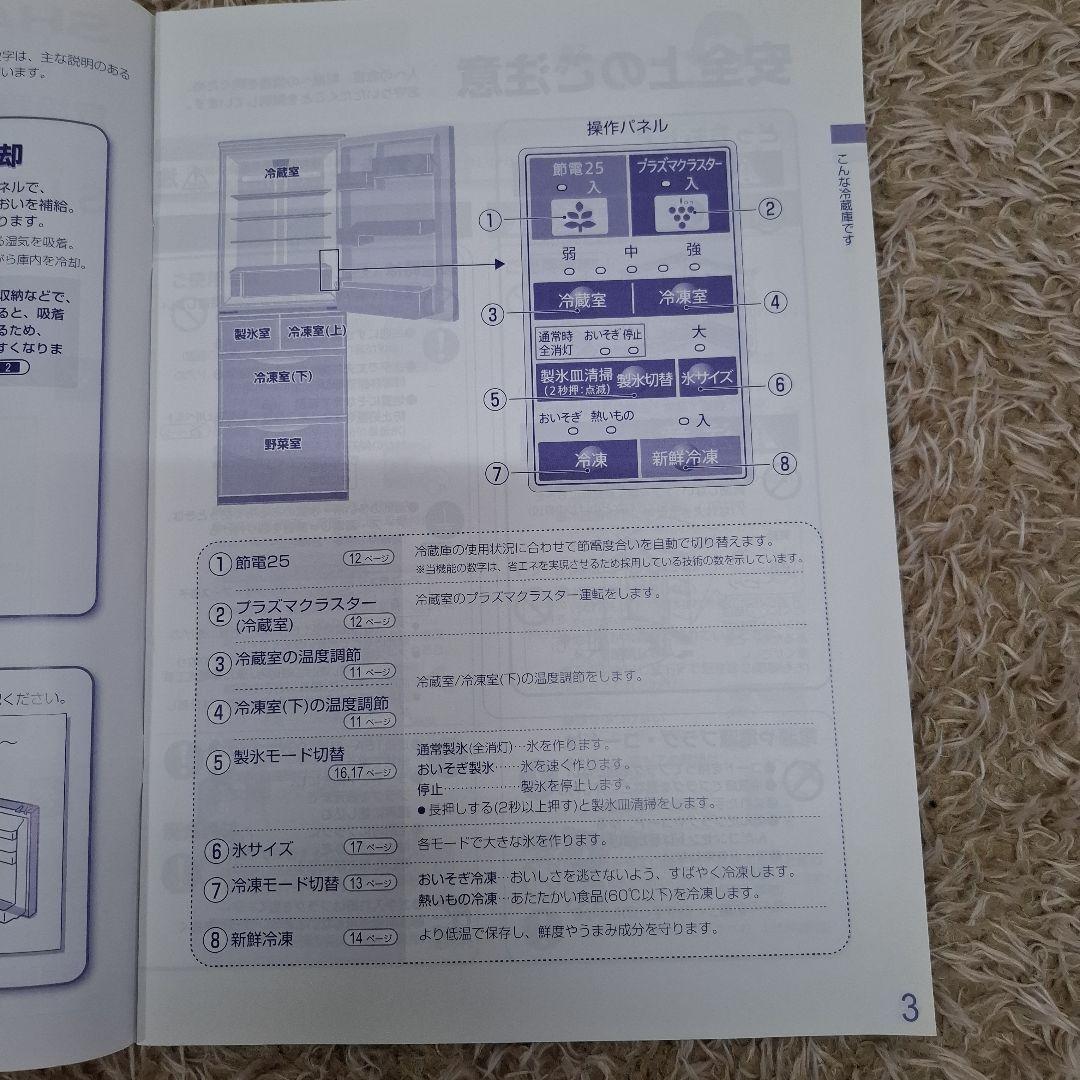 字は、主な説明のある
います。
却
ネルで、
おいを補給。
ります。
る湿気を吸着。
がら庫内を冷却。
収納などで、
ると、吸着
るため、
すくなりま
2
ください。
操作パネル
こんな冷蔵庫です
冷蔵室
製氷室
冷凍室(上)
冷凍室(下)
野菜室
節電25
入
プラズマクラスター
入
ion
①
②
弱 中 強
冷蔵室
冷凍室
③
④
通常時
全消灯
おいそぎ 停止
大
製氷皿清掃
(2秒押:点滅)
製氷切替
氷サイズ
⑤
⑥
おいそぎ 熱いもの
入
冷凍
新鮮冷凍
⑦
⑧
①節電25 12ページ
冷蔵庫の使用状況に合わせて節電度合いを自動で切り替えます。
※当機能の数字は、省エネを実現させるため採用している技術の数を示しています。
②プラズマクラスター
(冷蔵室) 12ページ
冷蔵室のプラズマクラスター運転をします。
③冷蔵室の温度調節
11ページ
④冷凍室(下)の温度調節
11ページ
冷蔵室/冷凍室(下)の温度調節をします。
⑤製氷モード切替
16,17ページ
通常製氷(全消灯)…氷を作ります。
おいそぎ製氷……氷を速く作ります。
停止………………製氷を停止します。
●長押しする(2秒以上押す)と製氷皿清掃をします。
⑥氷サイズ 17ページ
各モードで大きな氷を作ります。
⑦冷凍モード切替 13ページ
おいそぎ冷凍…おいしさを逃さないよう、すばやく冷凍します。
熱いもの冷凍…あたたかい食品(60℃以下)を冷凍します。
⑧新鮮冷凍 14ページ
より低温で保存し、鮮度やうまみ成分を守ります。
3